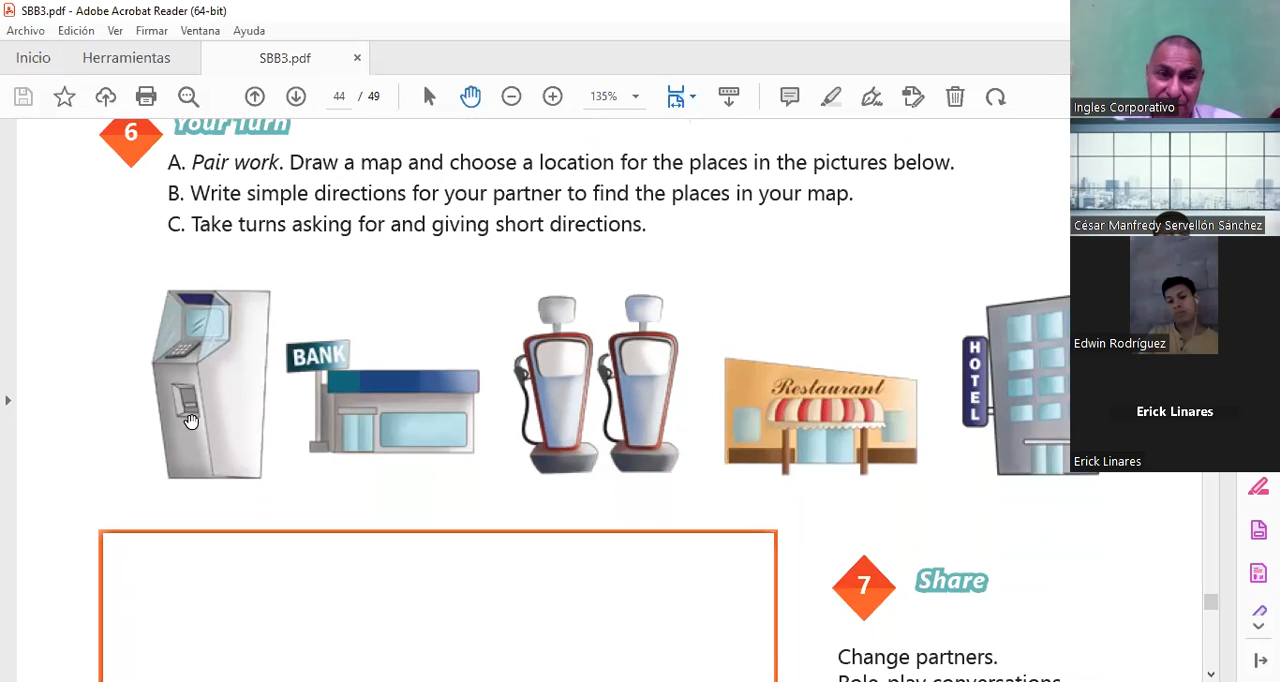 SBB3.pdf - Adobe Acrobat Reader (64-bit)
Archivo Edición Ver Firmar Ventana Ayuda
Inicio Herramientas SBB3.pdf ×
44 / 49 135%
6 Your Turn
A. Pair work. Draw a map and choose a location for the places in the pictures below.
B. Write simple directions for your partner to find the places in your map.
C. Take turns asking for and giving short directions.
BANK
Restaurant
HOTEL
7 Share
Change partners.
Role-play conversations
Ingles Corporativo
César Manfredy Servellón Sánchez
Edwin Rodríguez
Erick Linares
Erick Linares